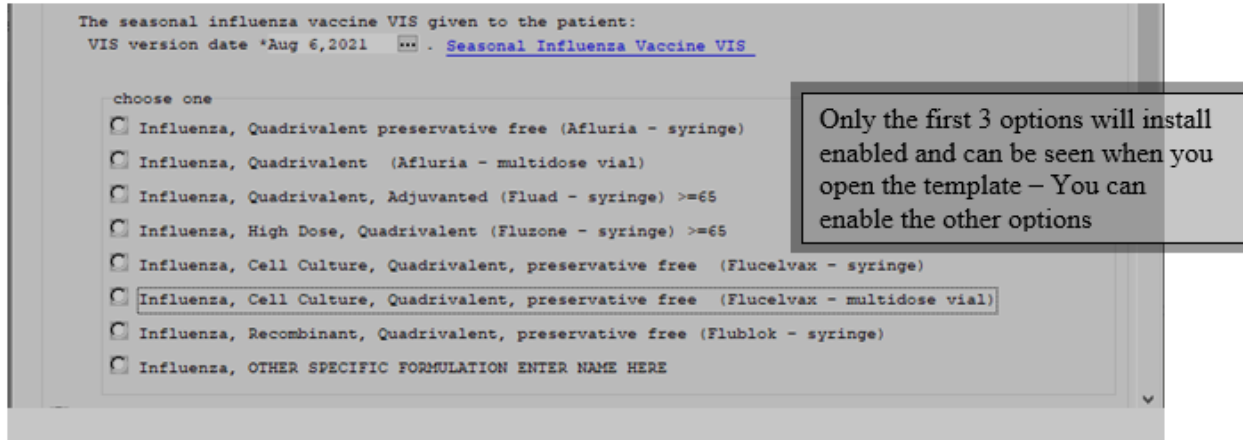 The seasonal influenza vaccine VIS given to the patient:
VIS version date *Aug 6,2021 ... . Seasonal Influenza Vaccine VIS
choose one
Influenza, Quadrivalent preservative free (Afluria - syringe)
Influenza, Quadrivalent (Afluria - multidose vial)
Influenza, Quadrivalent, Adjuvanted (Fluad - syringe) >=65
Influenza, High Dose, Quadrivalent (Fluzone - syringe) >=65
Influenza, Cell Culture, Quadrivalent, preservative free (Flucelvax - syringe)
Influenza, Cell Culture, Quadrivalent, preservative free (Flucelvax - multidose vial)
Influenza, Recombinant, Quadrivalent, preservative free (Flublok - syringe)
Influenza, OTHER SPECIFIC FORMULATION ENTER NAME HERE
Only the first 3 options will install
enabled and can be seen when you
open the template – You can
enable the other options